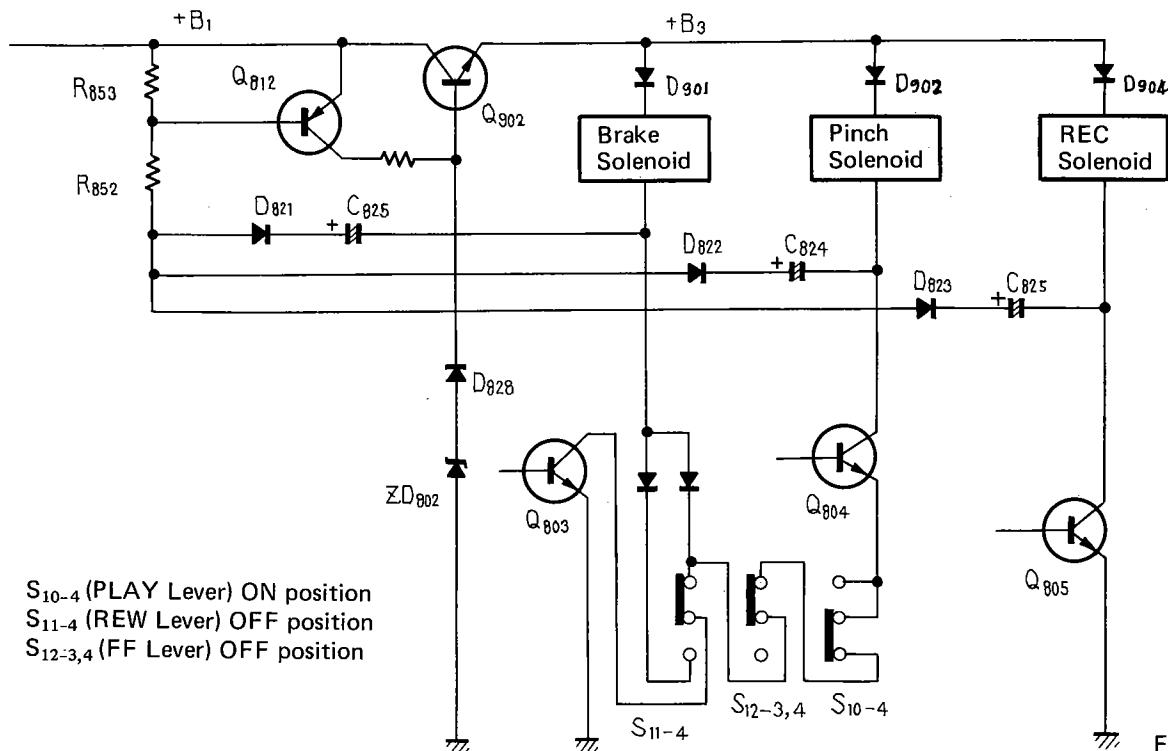 +B1
+B3
R853
Q812
Q902
D901
D902
D904
Brake
Solenoid
Pinch
Solenoid
REC
Solenoid
R852
D821
+
C825
D822
+
C824
D823
+
C825
D828
ZD802
Q803
Q804
Q805
S10-4 (PLAY Lever) ON position
S11-4 (REW Lever) OFF position
S12-3,4 (FF Lever) OFF position
S11-4
S12-3,4
S10-4
F